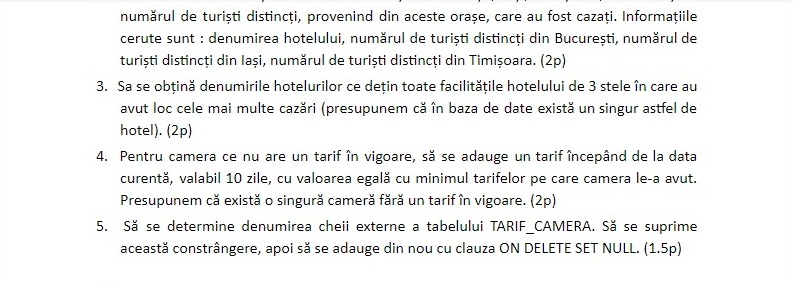 numărul de turiști distincți, provenind din aceste orașe, care au fost cazați. Informațiile
cerute sunt : denumirea hotelului, numărul de turiști distincți din București, numărul de
turiști distincți din Iași, numărul de turiști distincți din Timișoara. (2p)
3. Sa se obțină denumirile hotelurilor ce dețin toate facilitățile hotelului de 3 stele în care au
avut loc cele mai multe cazări (presupunem că în baza de date există un singur astfel de
hotel). (2p)
4. Pentru camera ce nu are un tarif în vigoare, să se adauge un tarif începând de la data
curentă, valabil 10 zile, cu valoarea egală cu minimul tarifelor pe care camera le-a avut.
Presupunem că există o singură cameră fără un tarif în vigoare. (2p)
5. Să se determine denumirea cheii externe a tabelului TARIF_CAMERA. Să se suprime
această constrângere, apoi să se adauge din nou cu clauza ON DELETE SET NULL. (1.5p)